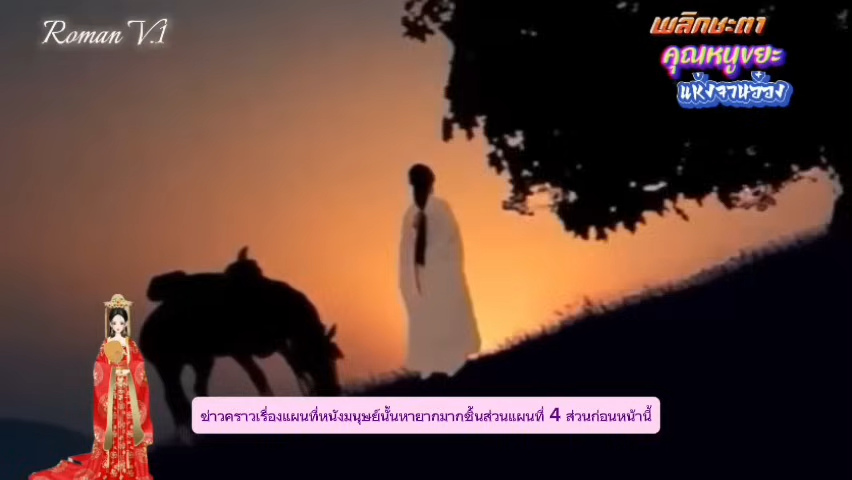 Roman V.1
พลิกชะตา
คุณหนูขยะ
แห่งจวนอ๋อง
ข่าวคราวเรื่องแผนที่หนังมนุษย์นั้นหายากมากชิ้นส่วนแผนที่ 4 ส่วนก่อนหน้านี้